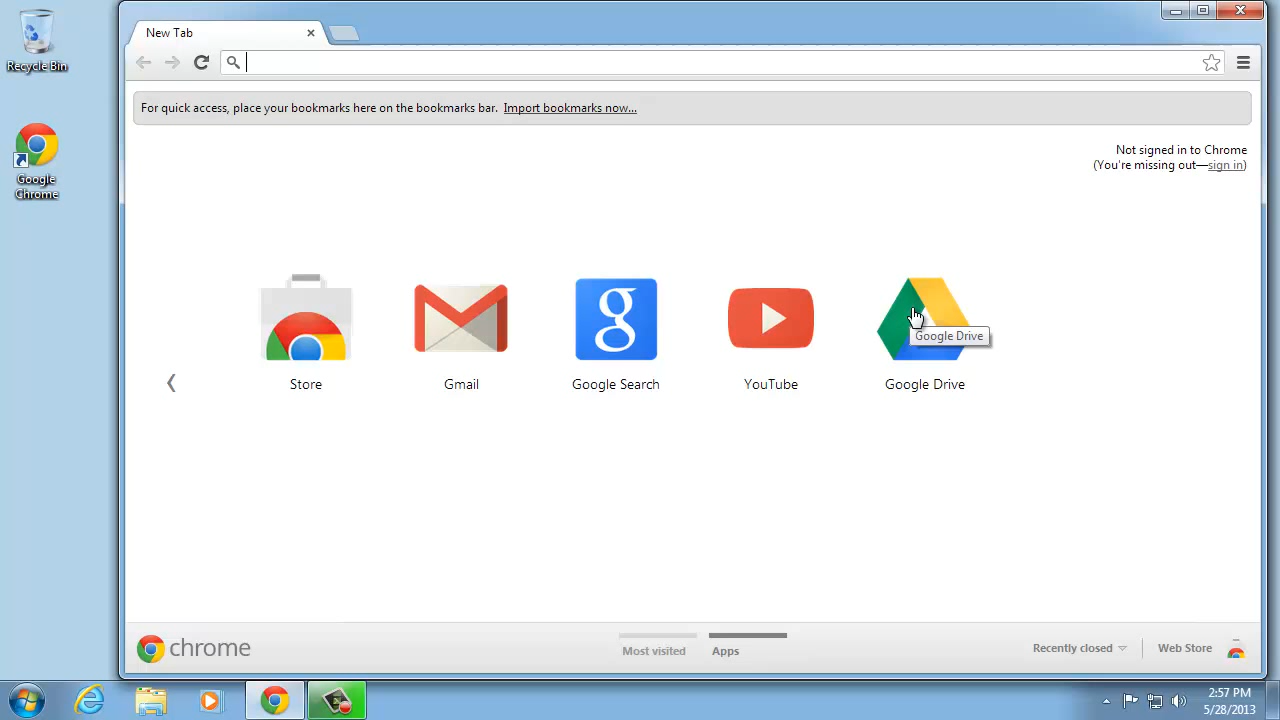 Recycle Bin
Google
Chrome
New Tab
For quick access, place your bookmarks here on the bookmarks bar. Import bookmarks now...
Not signed in to Chrome
(You're missing out—sign in)
Store
Gmail
g
Google Search
YouTube
Google Drive
Google Drive
chrome
Most visited
Apps
Recently closed
Web Store
2:57 PM
5/28/2013